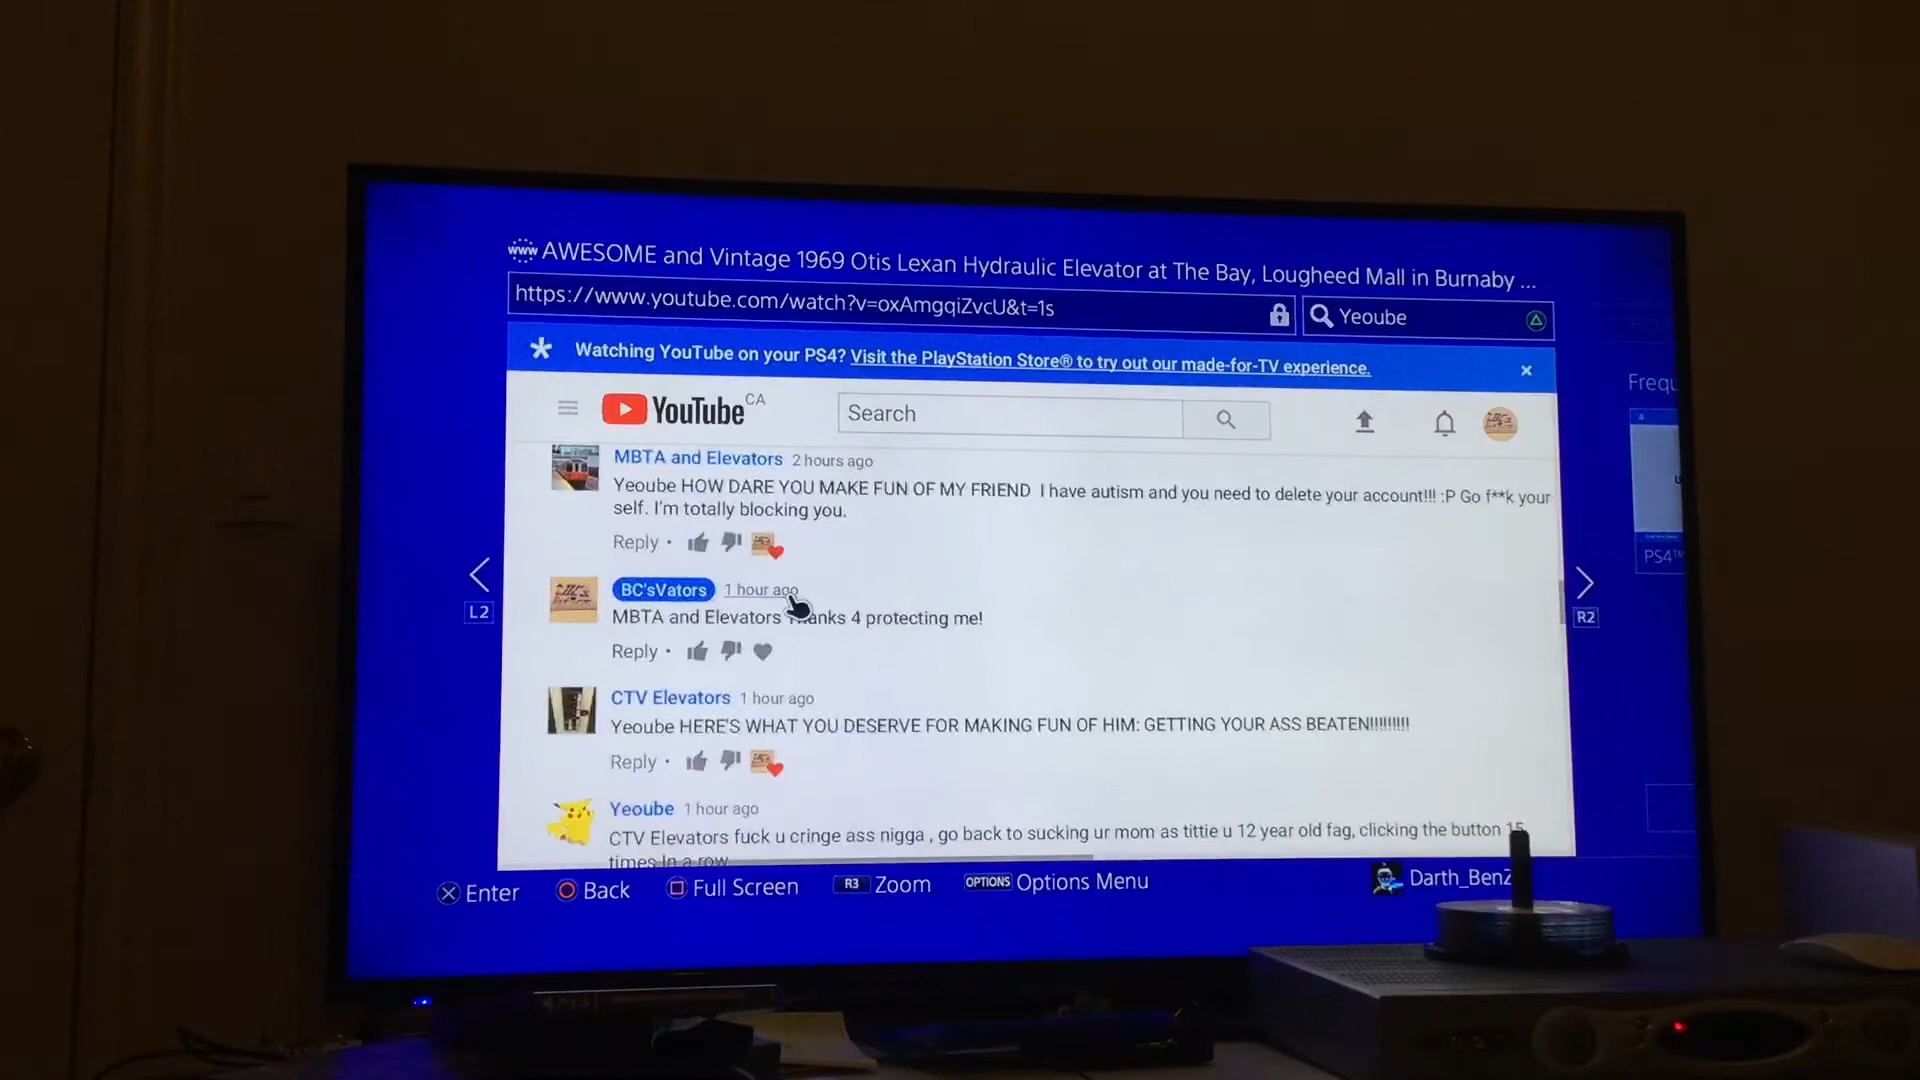 www AWESOME and Vintage 1969 Otis Lexan Hydraulic Elevator at The Bay, Lougheed Mall in Burnaby ...
https://www.youtube.com/watch?v=oxAmgqiZvcU&t=1s
Yeoube
Watching YouTube on your PS4? Visit the PlayStation Store® to try out our made-for-TV experience.
×
Frequ
YouTube CA
Search
MBTA and Elevators 2 hours ago
Yeoube HOW DARE YOU MAKE FUN OF MY FRIEND I have autism and you need to delete your account!!! :P Go f**k your
self. I'm totally blocking you.
Reply •
PS4™
BC'sVators 1 hour ago
MBTA and Elevators Thanks 4 protecting me!
Reply •
L2
R2
CTV Elevators 1 hour ago
Yeoube HERE'S WHAT YOU DESERVE FOR MAKING FUN OF HIM: GETTING YOUR ASS BEATEN!!!!!!!!!
Reply •
Yeoube 1 hour ago
CTV Elevators fuck u cringe ass nigga , go back to sucking ur mom as tittie u 12 year old fag, clicking the button 15
times In a row
Enter Back Full Screen R3 Zoom OPTIONS Options Menu
Darth_BenZ